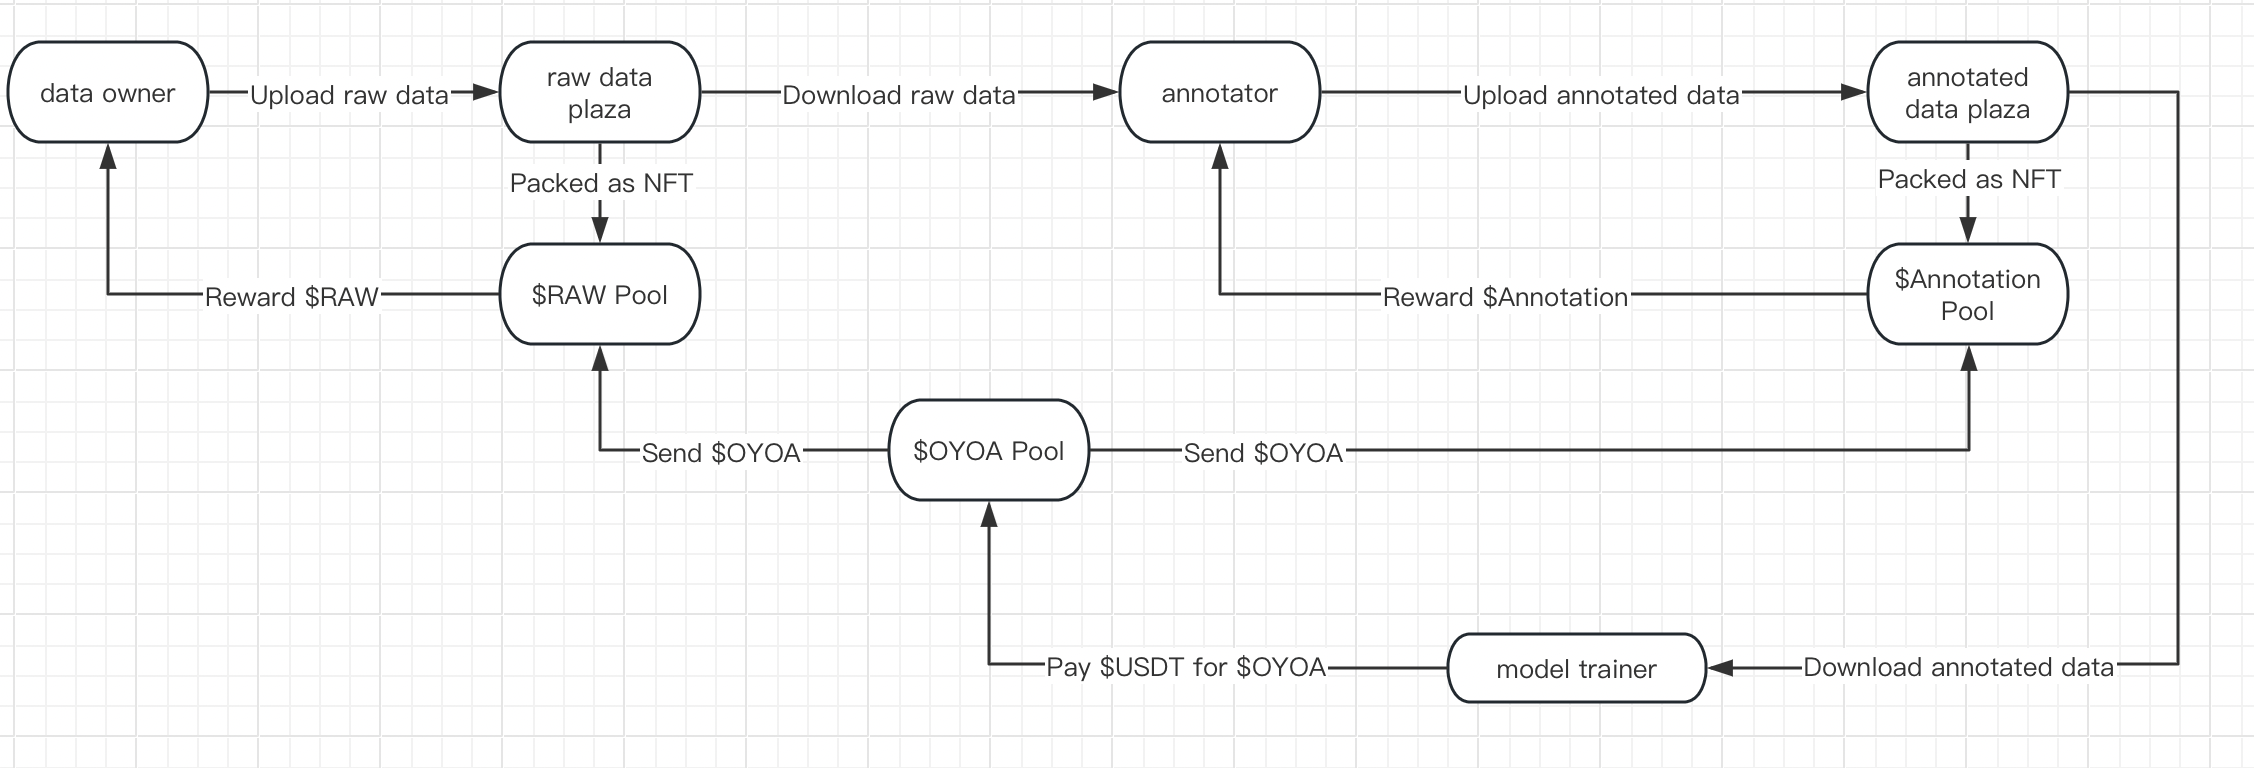 data owner
Upload raw data
raw data
plaza
Download raw data
annotator
Upload annotated data
annotated
data plaza
Packed as NFT
Packed as NFT
Reward $RAW
$RAW Pool
Reward $Annotation
$Annotation
Pool
Send $OYOA
$OYOA Pool
Send $OYOA
Pay $USDT for $OYOA
model trainer
Download annotated data